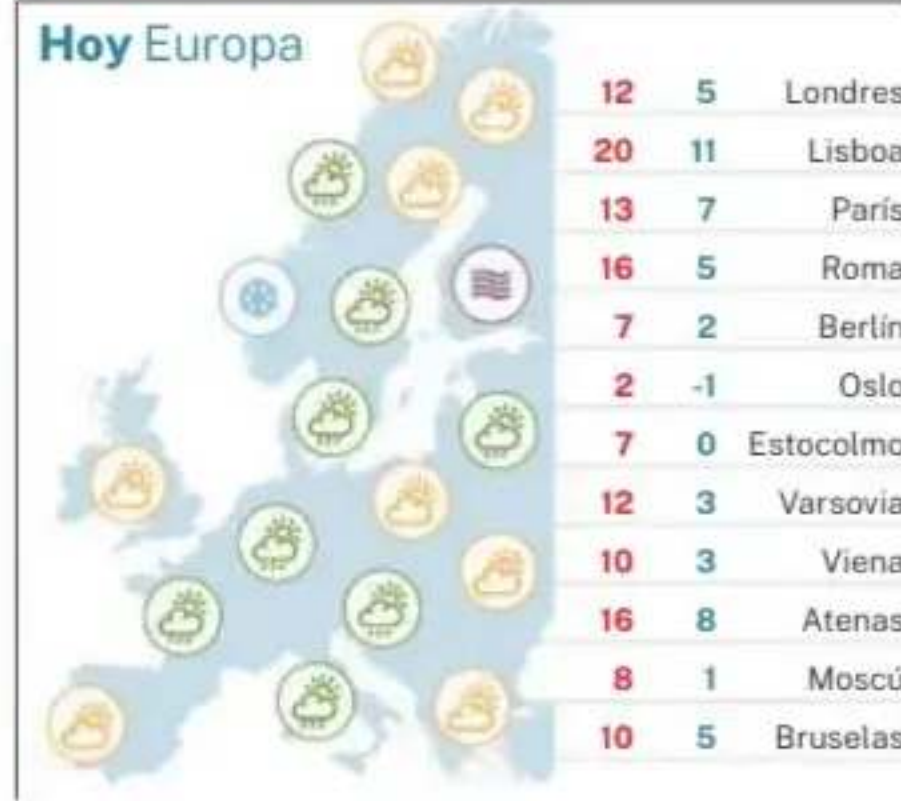 Hoy Europa
12 5 Londres
20 11 Lisboa
13 7 París
16 5 Roma
7 2 Berlín
2 -1 Oslo
7 0 Estocolmo
12 3 Varsovia
10 3 Viena
16 8 Atenas
8 1 Moscú
10 5 Bruselas